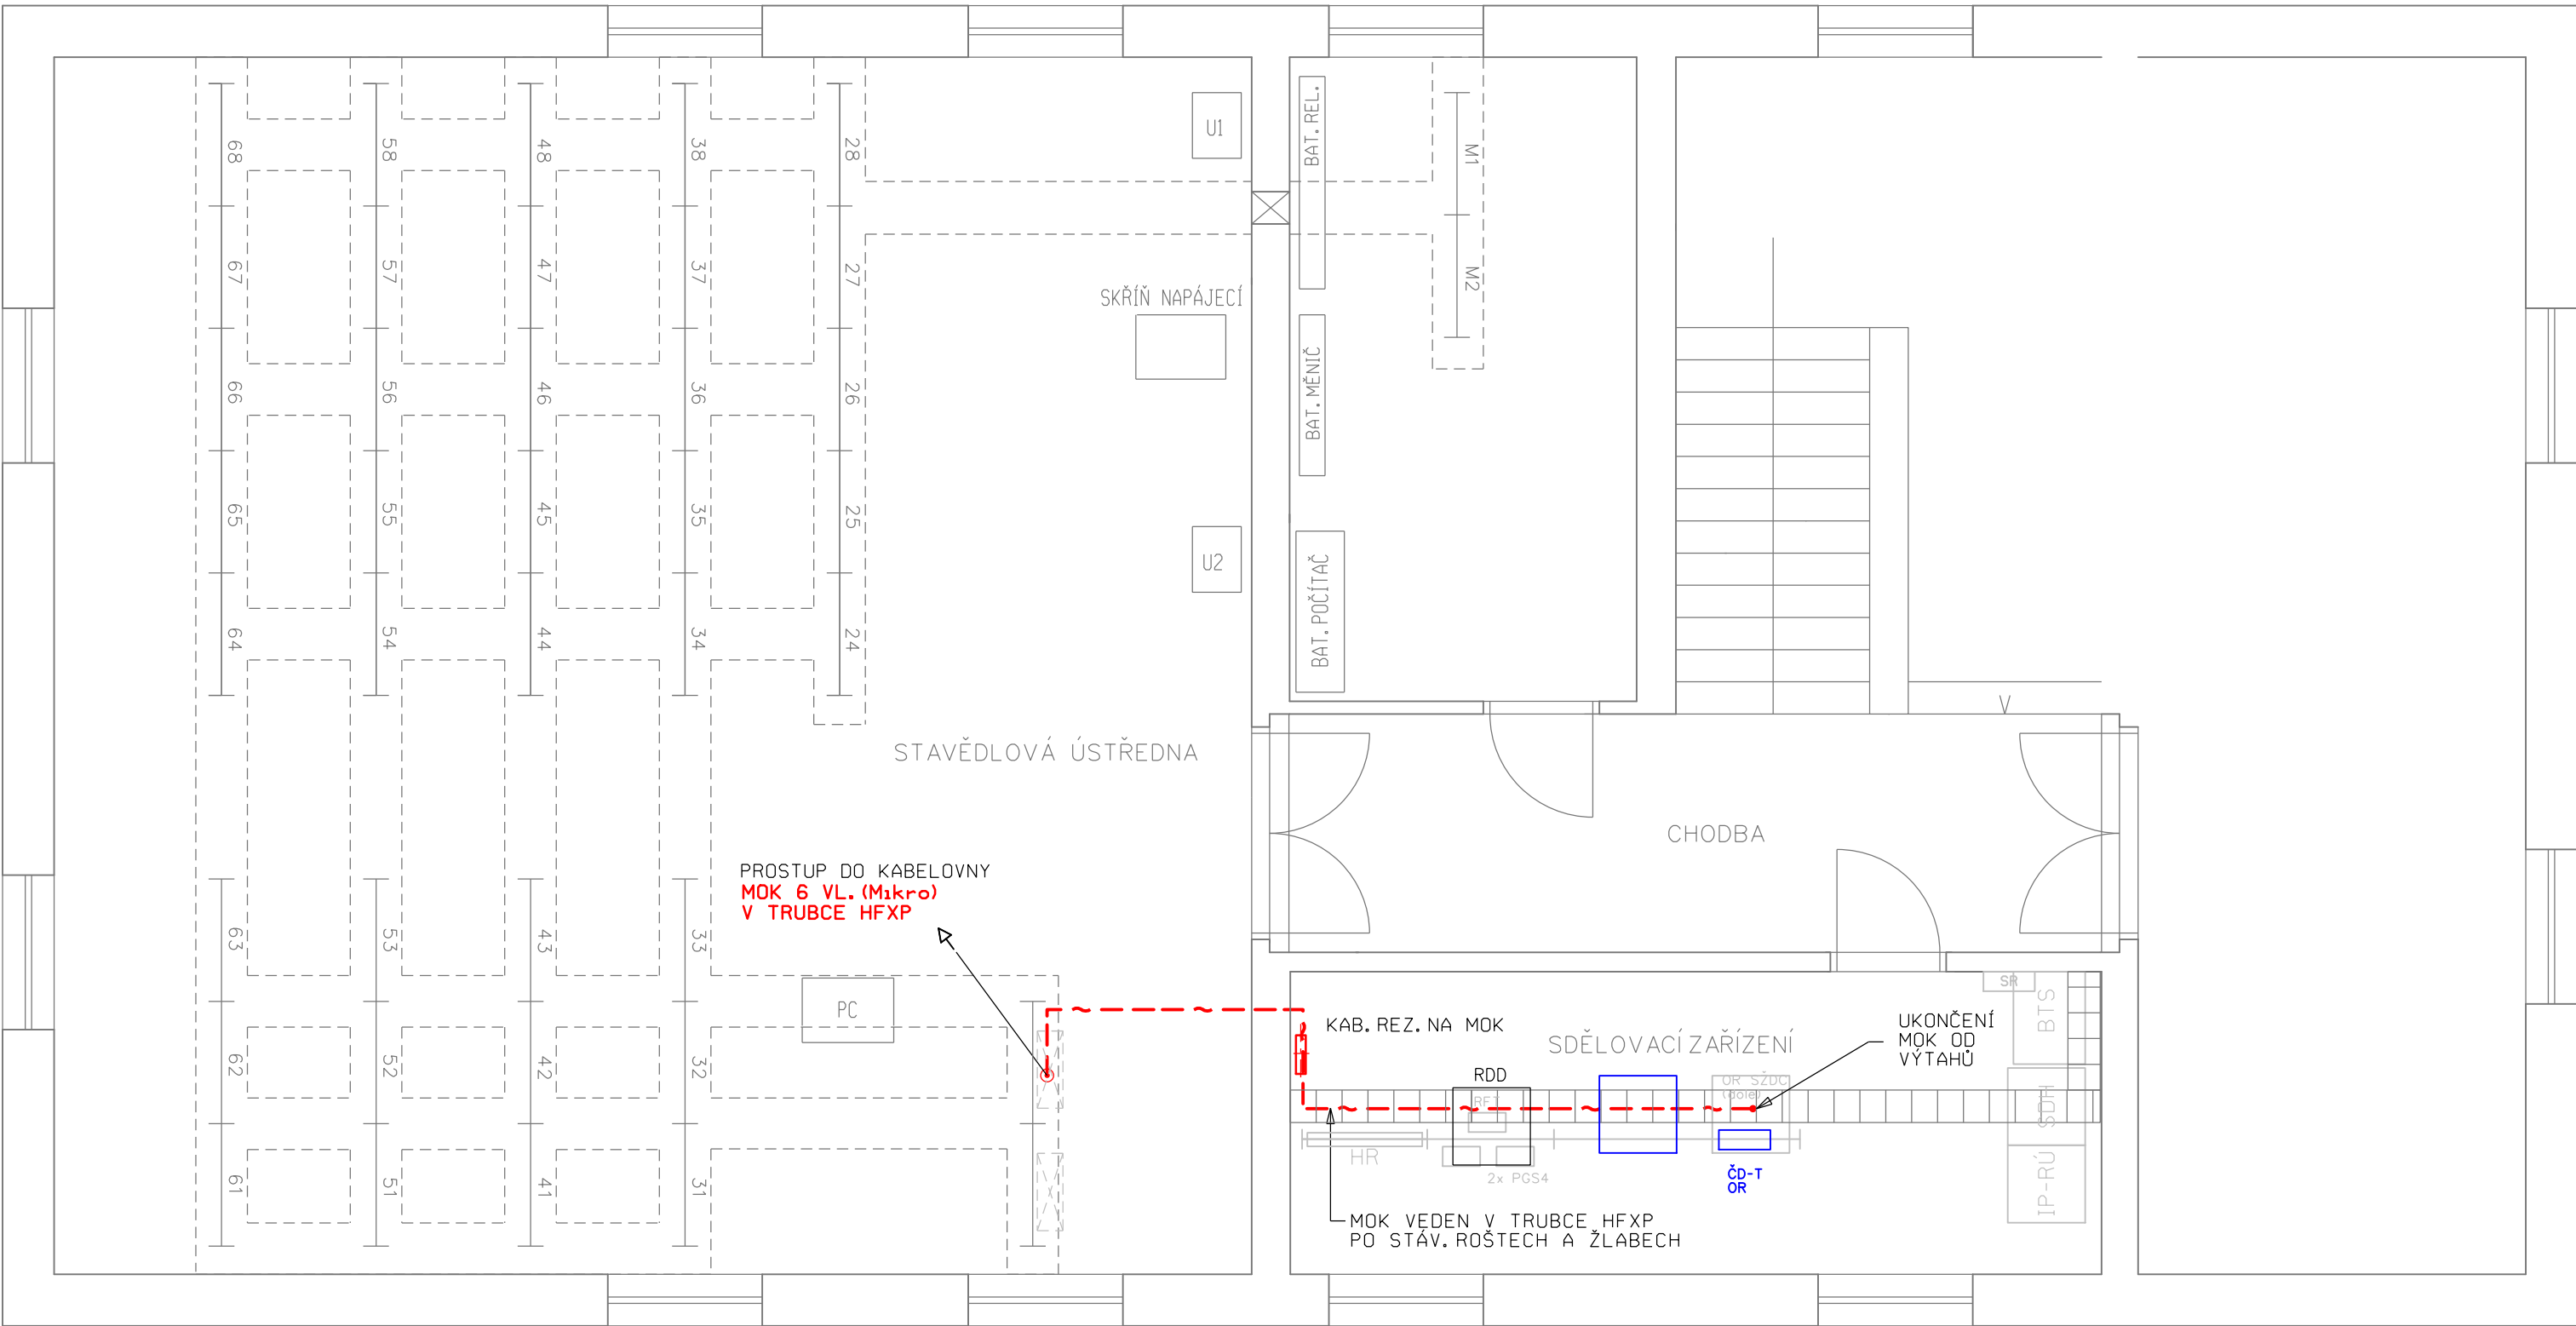 68
58
48
38
28
U1
BAT.REL.
M1
67
57
47
37
27
M2
SKŘÍŇ NAPÁJECÍ
66
56
46
36
26
BAT.MĚNIČ
65
55
45
35
25
U2
BAT.POČÍTAČ
64
54
44
34
24
V
STAVĚDLOVÁ ÚSTŘEDNA
CHODBA
PROSTUP DO KABELOVNY
MOK 6 VL.(Mikro)
V TRUBCE HFXP
63
53
43
33
PC
KAB.REZ.NA MOK
SDĚLOVACÍ ZAŘÍZENÍ
UKONČENÍ
MOK OD
VÝTAHŮ
SR
BTS
62
52
42
32
RDD
RFT
OR SŽDC
(dole)
SDH
HR
2x PGS4
ČD-T
OR
IP-RÚ
61
51
41
31
MOK VEDEN V TRUBCE HFXP
PO STÁV.ROŠTECH A ŽLABECH